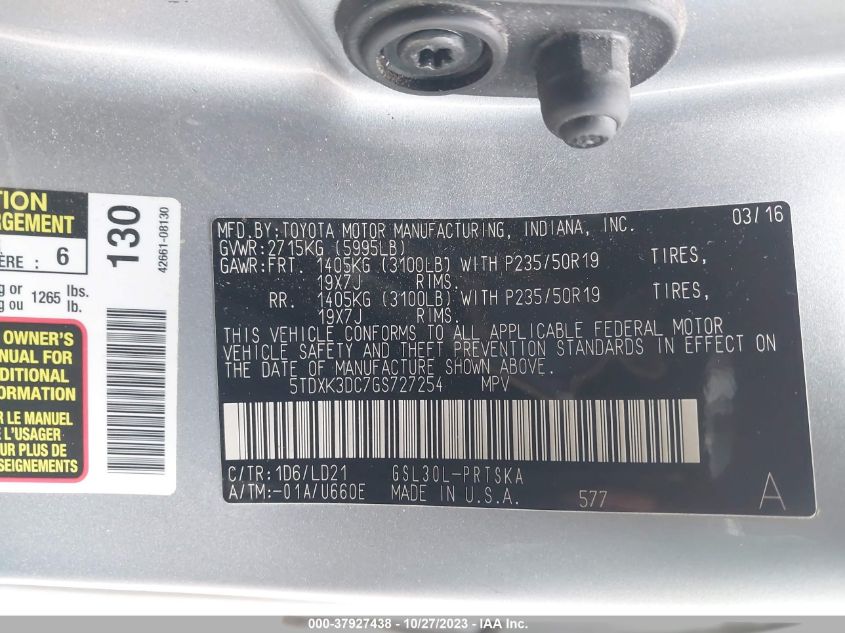 TION
RGEMENT
ÈRE : 6
g or
g ou 1265 lbs.
lb.
130
42661-08130
OWNER'S
NUAL FOR
DITIONAL
ORMATION
R LE MANUEL
L'USAGER
UR PLUS DE
SEIGNEMENTS.
MFD.BY:TOYOTA MOTOR MANUFACTURING, INDIANA, INC. 03/16
GVWR:2715KG (5995LB)
GAWR:FRT. 1405KG (3100LB) WITH P235/50R19 TIRES,
19X7J RIMS.
RR. 1405KG (3100LB) WITH P235/50R19 TIRES,
19X7J RIMS.
THIS VEHICLE CONFORMS TO ALL APPLICABLE FEDERAL MOTOR
VEHICLE SAFETY AND THEFT PREVENTION STANDARDS IN EFFECT ON
THE DATE OF MANUFACTURE SHOWN ABOVE.
5TDXK3DC7GS727254 MPV
C/TR:1D6/LD21 GSL30L-PRTSKA
A/TM:-01A/U660E MADE IN U.S.A. 577 A
000-37927438 - 10/27/2023 - IAA Inc.